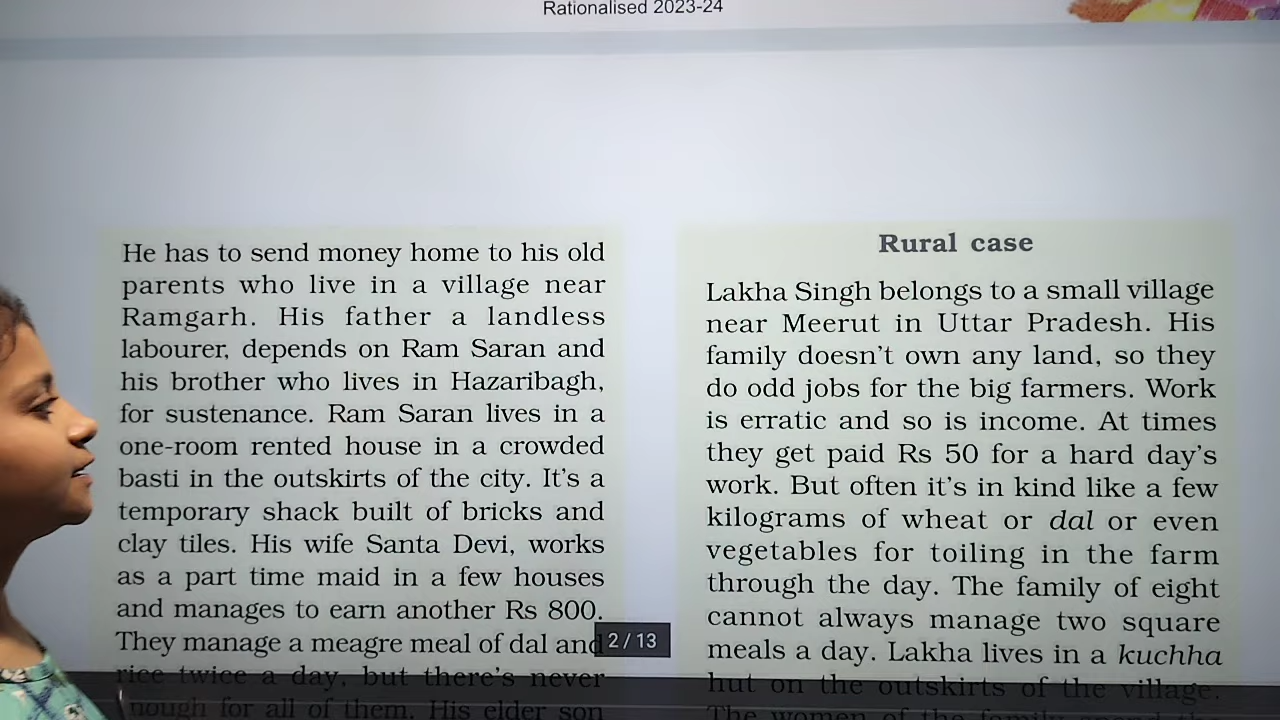 Rationalised 2023-24
He has to send money home to his old
parents who live in a village near
Ramgarh. His father a landless
labourer, depends on Ram Saran and
his brother who lives in Hazaribagh,
for sustenance. Ram Saran lives in a
one-room rented house in a crowded
basti in the outskirts of the city. It's a
temporary shack built of bricks and
clay tiles. His wife Santa Devi, works
as a part time maid in a few houses
and manages to earn another Rs 800.
They manage a meagre meal of dal and
rice twice a day, but there's never
nough for all of them. His elder son
Rural case
Lakha Singh belongs to a small village
near Meerut in Uttar Pradesh. His
family doesn't own any land, so they
do odd jobs for the big farmers. Work
is erratic and so is income. At times
they get paid Rs 50 for a hard day's
work. But often it's in kind like a few
kilograms of wheat or dal or even
vegetables for toiling in the farm
through the day. The family of eight
cannot always manage two square
meals a day. Lakha lives in a kuchha
hut on the outskirts of the village.
The women of the family
2 / 13